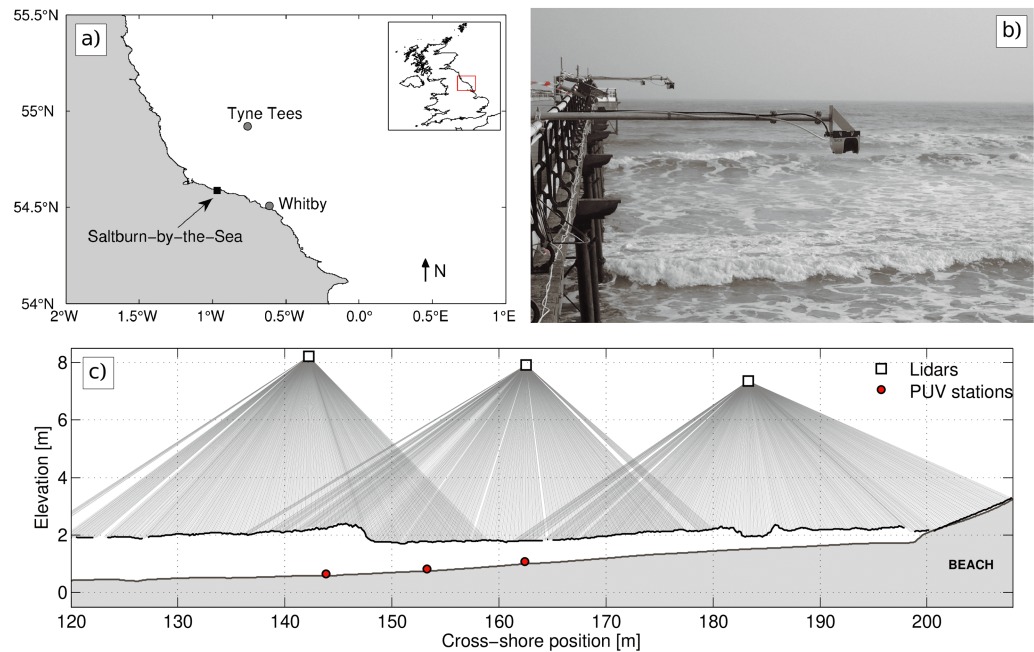 a)
55.5°N
55°N
54.5°N
54°N
2°W
1.5°W
1°W
0.5°W
0.0°
0.5°E
1°E
Tyne Tees
Whitby
Saltburn−by−the−Sea
N
b)
c)
Lidars
PUV stations
8
6
4
2
0
Elevation [m]
BEACH
120
130
140
150
160
170
180
190
200
Cross−shore position [m]